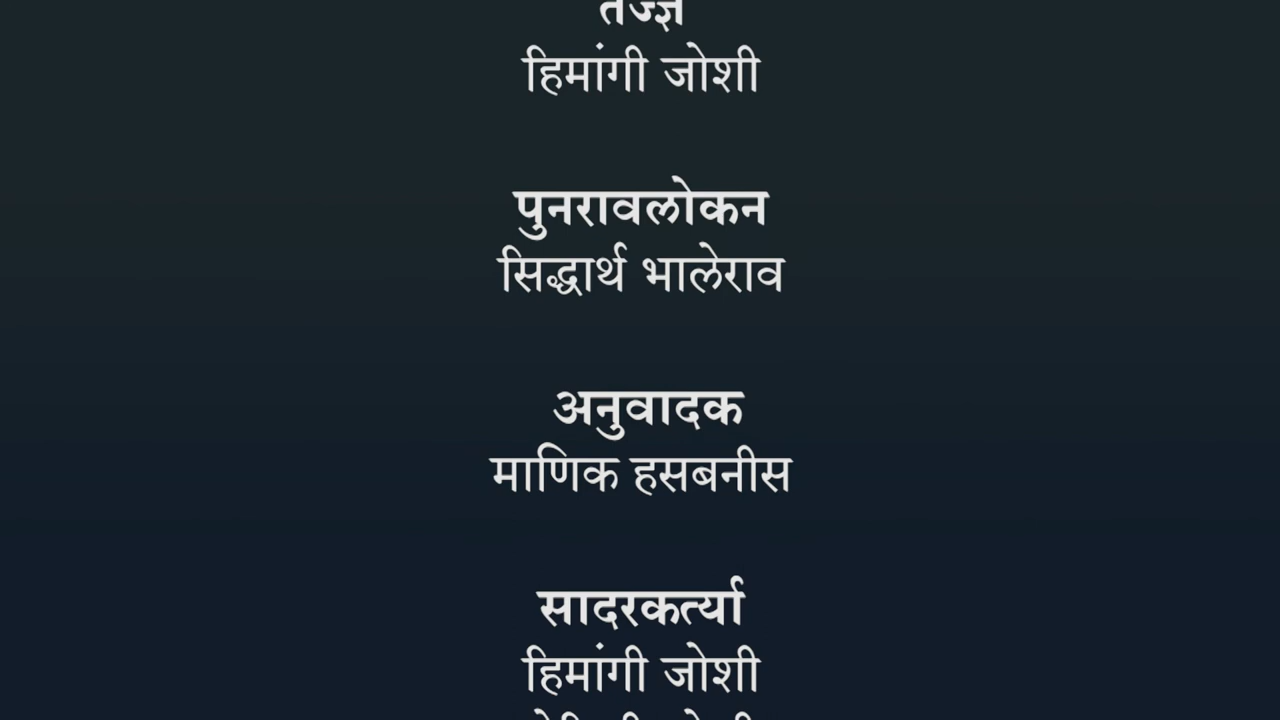 तज्ज्ञ
हिमांगी जोशी
पुनरावलोकन
सिद्धार्थ भालेराव
अनुवादक
माणिक हसबनीस
सादरकर्त्या
हिमांगी जोशी